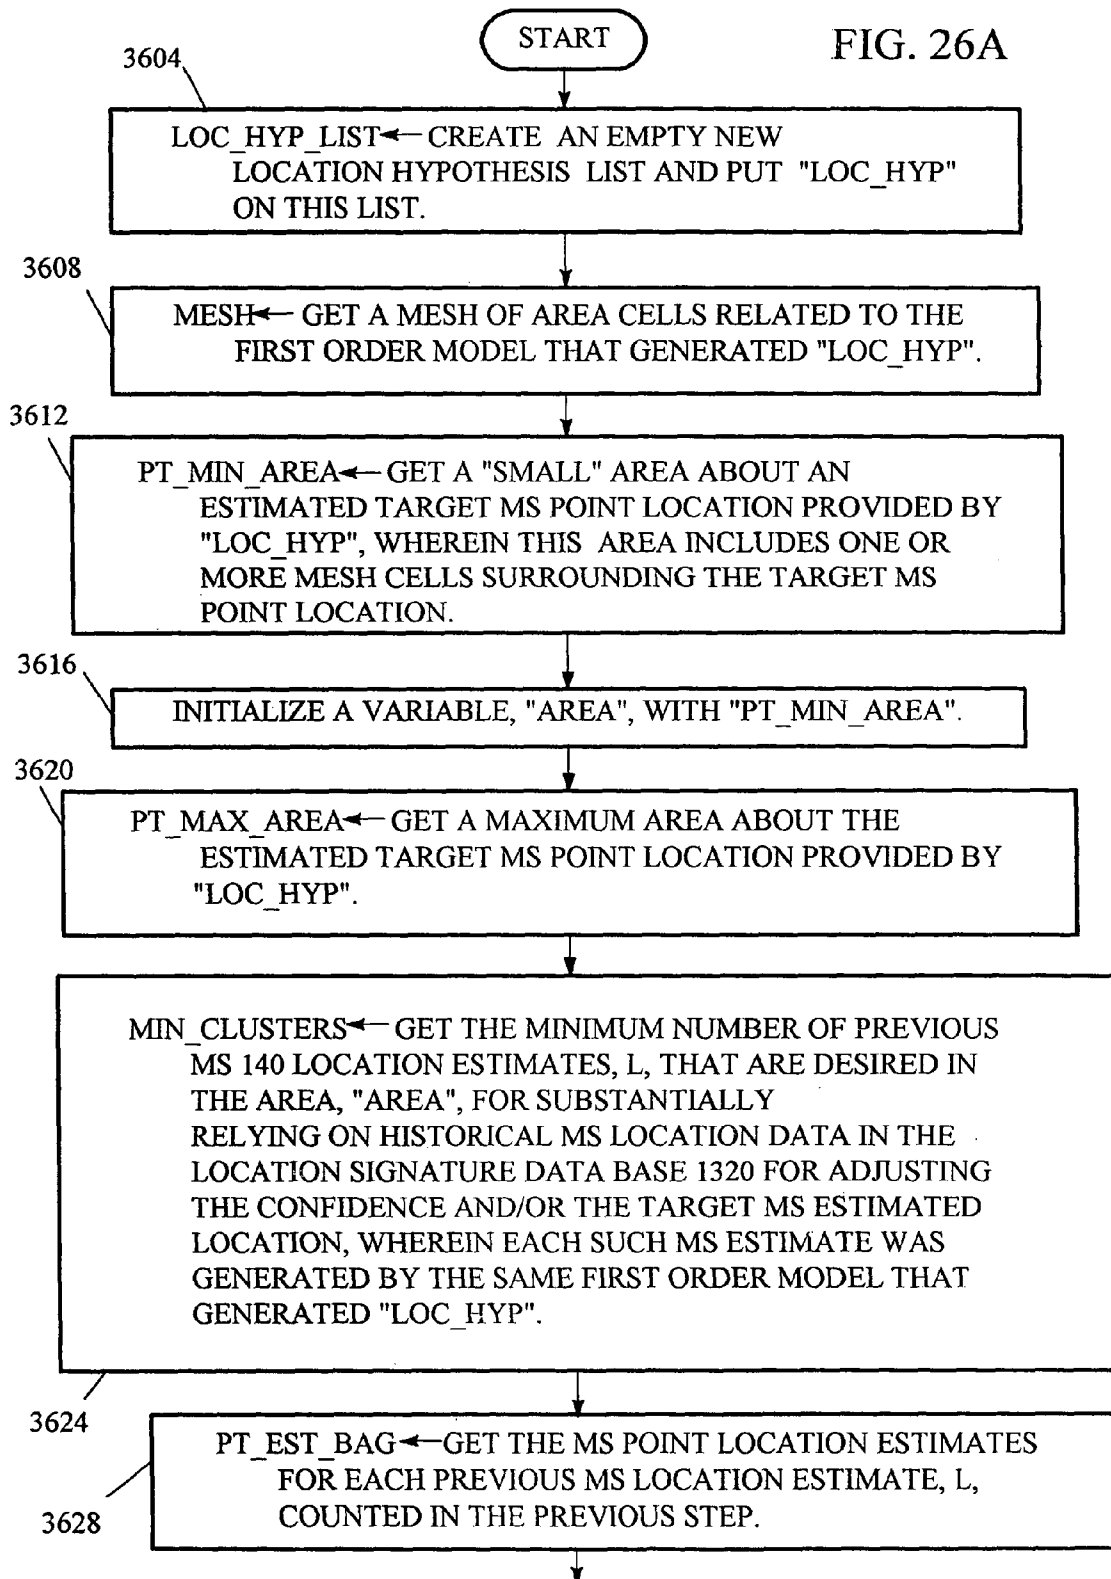 START
FIG. 26A
3604
LOC_HYP_LIST← CREATE AN EMPTY NEW
LOCATION HYPOTHESIS LIST AND PUT "LOC_HYP"
ON THIS LIST.
3608
MESH← GET A MESH OF AREA CELLS RELATED TO THE
FIRST ORDER MODEL THAT GENERATED "LOC_HYP".
3612
PT_MIN_AREA← GET A "SMALL" AREA ABOUT AN
ESTIMATED TARGET MS POINT LOCATION PROVIDED BY
"LOC_HYP", WHEREIN THIS AREA INCLUDES ONE OR
MORE MESH CELLS SURROUNDING THE TARGET MS
POINT LOCATION.
3616
INITIALIZE A VARIABLE, "AREA", WITH "PT_MIN_AREA".
3620
PT_MAX_AREA← GET A MAXIMUM AREA ABOUT THE
ESTIMATED TARGET MS POINT LOCATION PROVIDED BY
"LOC_HYP".
MIN_CLUSTERS← GET THE MINIMUM NUMBER OF PREVIOUS
MS 140 LOCATION ESTIMATES, L, THAT ARE DESIRED IN
THE AREA, "AREA", FOR SUBSTANTIALLY
RELYING ON HISTORICAL MS LOCATION DATA IN THE
LOCATION SIGNATURE DATA BASE 1320 FOR ADJUSTING
THE CONFIDENCE AND/OR THE TARGET MS ESTIMATED
LOCATION, WHEREIN EACH SUCH MS ESTIMATE WAS
GENERATED BY THE SAME FIRST ORDER MODEL THAT
GENERATED "LOC_HYP".
3624
PT_EST_BAG←GET THE MS POINT LOCATION ESTIMATES
FOR EACH PREVIOUS MS LOCATION ESTIMATE, L,
COUNTED IN THE PREVIOUS STEP.
3628